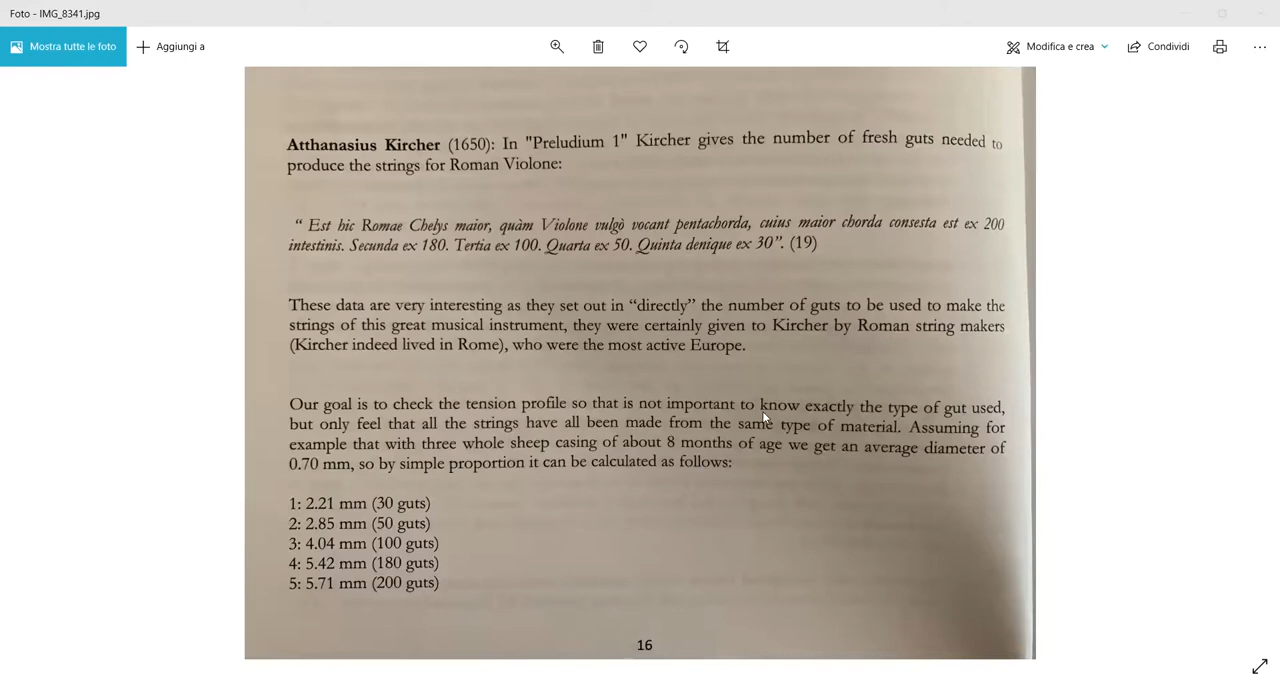 Foto - IMG_8341.jpg
Mostra tutte le foto
Aggiungi a
Modifica e crea
Condividi
Atthanasius Kircher (1650): In "Preludium 1" Kircher gives the number of fresh guts needed to
produce the strings for Roman Violone:
“ Est hic Romae Chelys maior, quàm Violone vulgò vocant pentachorda, cuius maior chorda consesta est ex 200
intestinis. Secunda ex 180. Tertia ex 100. Quarta ex 50. Quinta denique ex 30”. (19)
These data are very interesting as they set out in “directly” the number of guts to be used to make the
strings of this great musical instrument, they were certainly given to Kircher by Roman string makers
(Kircher indeed lived in Rome), who were the most active Europe.
Our goal is to check the tension profile so that is not important to know exactly the type of gut used,
but only feel that all the strings have all been made from the same type of material. Assuming for
example that with three whole sheep casing of about 8 months of age we get an average diameter of
0.70 mm, so by simple proportion it can be calculated as follows:
1: 2.21 mm (30 guts)
2: 2.85 mm (50 guts)
3: 4.04 mm (100 guts)
4: 5.42 mm (180 guts)
5: 5.71 mm (200 guts)
16